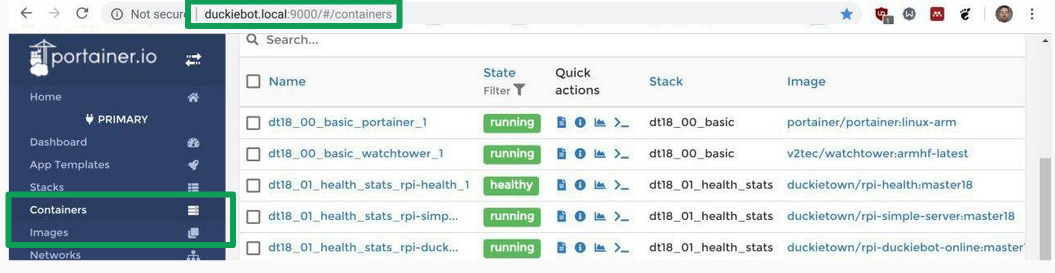 Not secure duckiebot.local:9000/#/containers
portainer.io
Home
PRIMARY
Dashboard
App Templates
Stacks
Containers
Images
Networks
Search...
Name State Filter Quick actions Stack Image
dt18_00_basic_portainer_1 running dt18_00_basic portainer/portainer:linux-arm
dt18_00_basic_watchtower_1 running dt18_00_basic v2tec/watchtower:armhf-latest
dt18_01_health_stats_rpi-health_1 healthy dt18_01_health_stats duckietown/rpi-health:master18
dt18_01_health_stats_rpi-simp... running dt18_01_health_stats duckietown/rpi-simple-server:master18
dt18_01_health_stats_rpi-duck... running dt18_01_health_stats duckietown/rpi-duckiebot-online:master